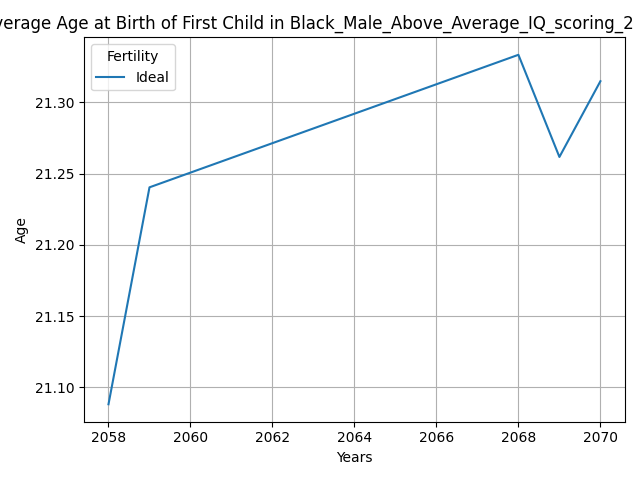 verage Age at Birth of First Child in Black_Male_Above_Average_IQ_scoring_2
Fertility
Ideal
21.30
21.25
21.20
21.15
21.10
Age
2058 2060 2062 2064 2066 2068 2070
Years